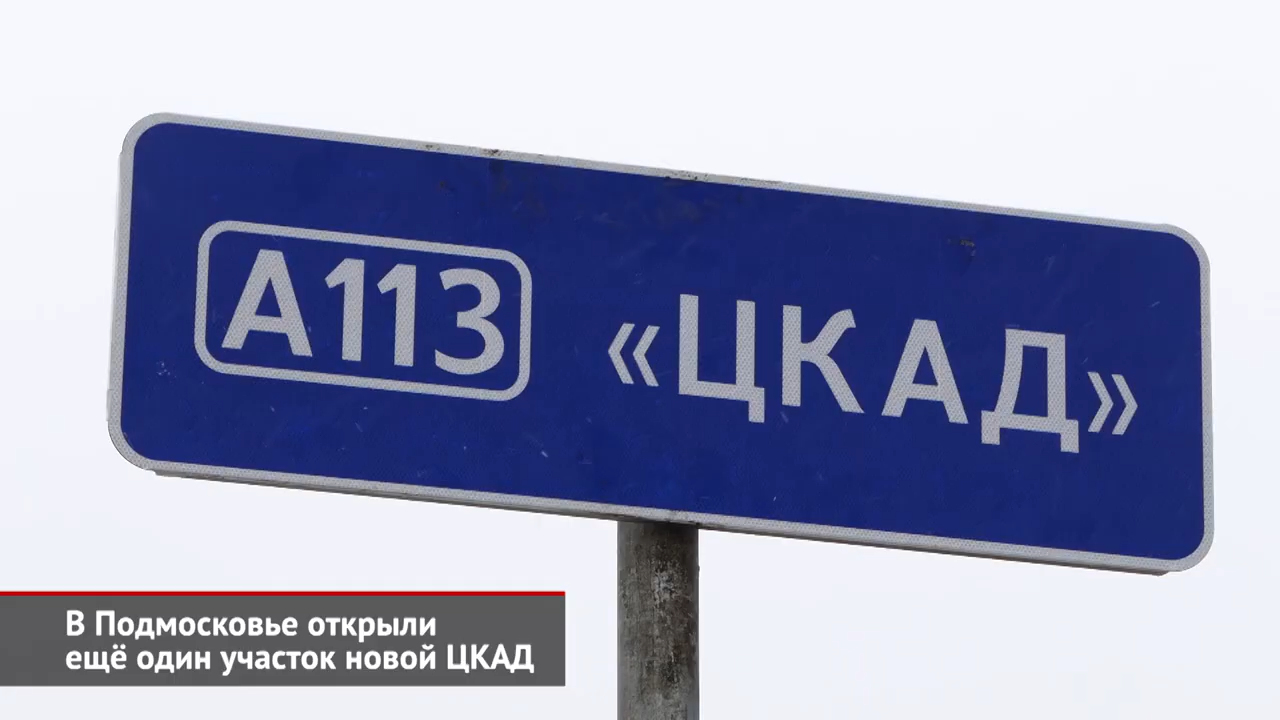 А113 «ЦКАД»
В Подмосковье открыли
ещё один участок новой ЦКАД